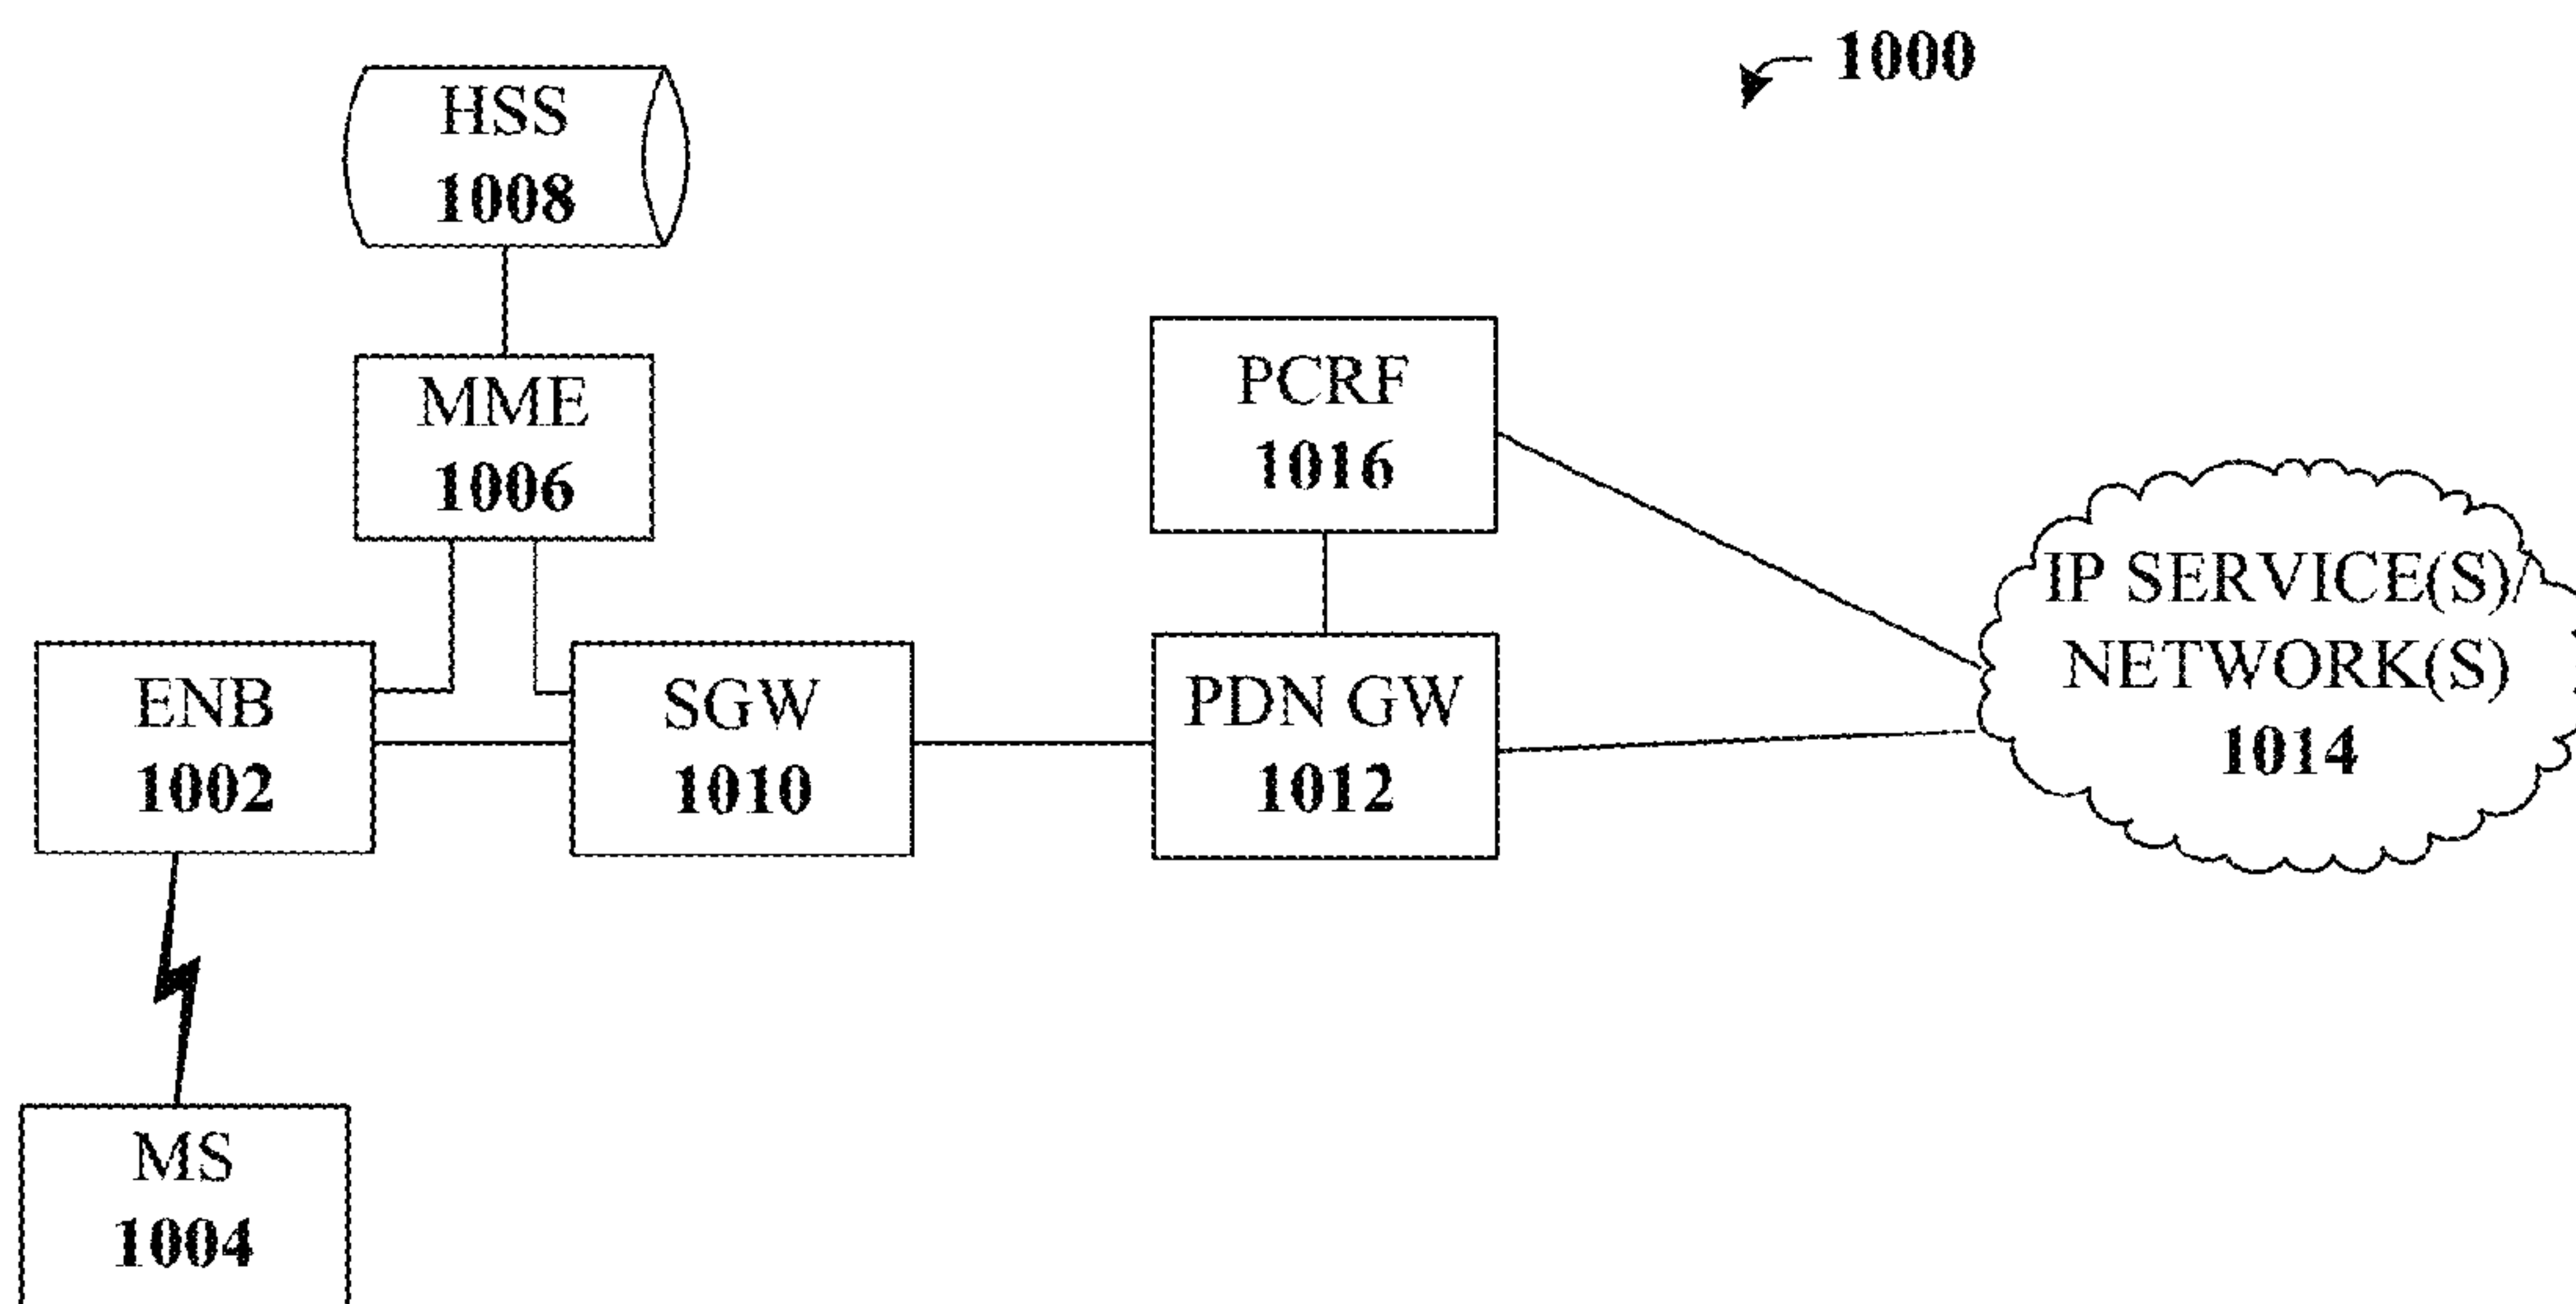 1000
HSS
1008
MME
1006
PCRF
1016
IP SERVICE(S)/
NETWORK(S)
1014
ENB
1002
SGW
1010
PDN GW
1012
MS
1004